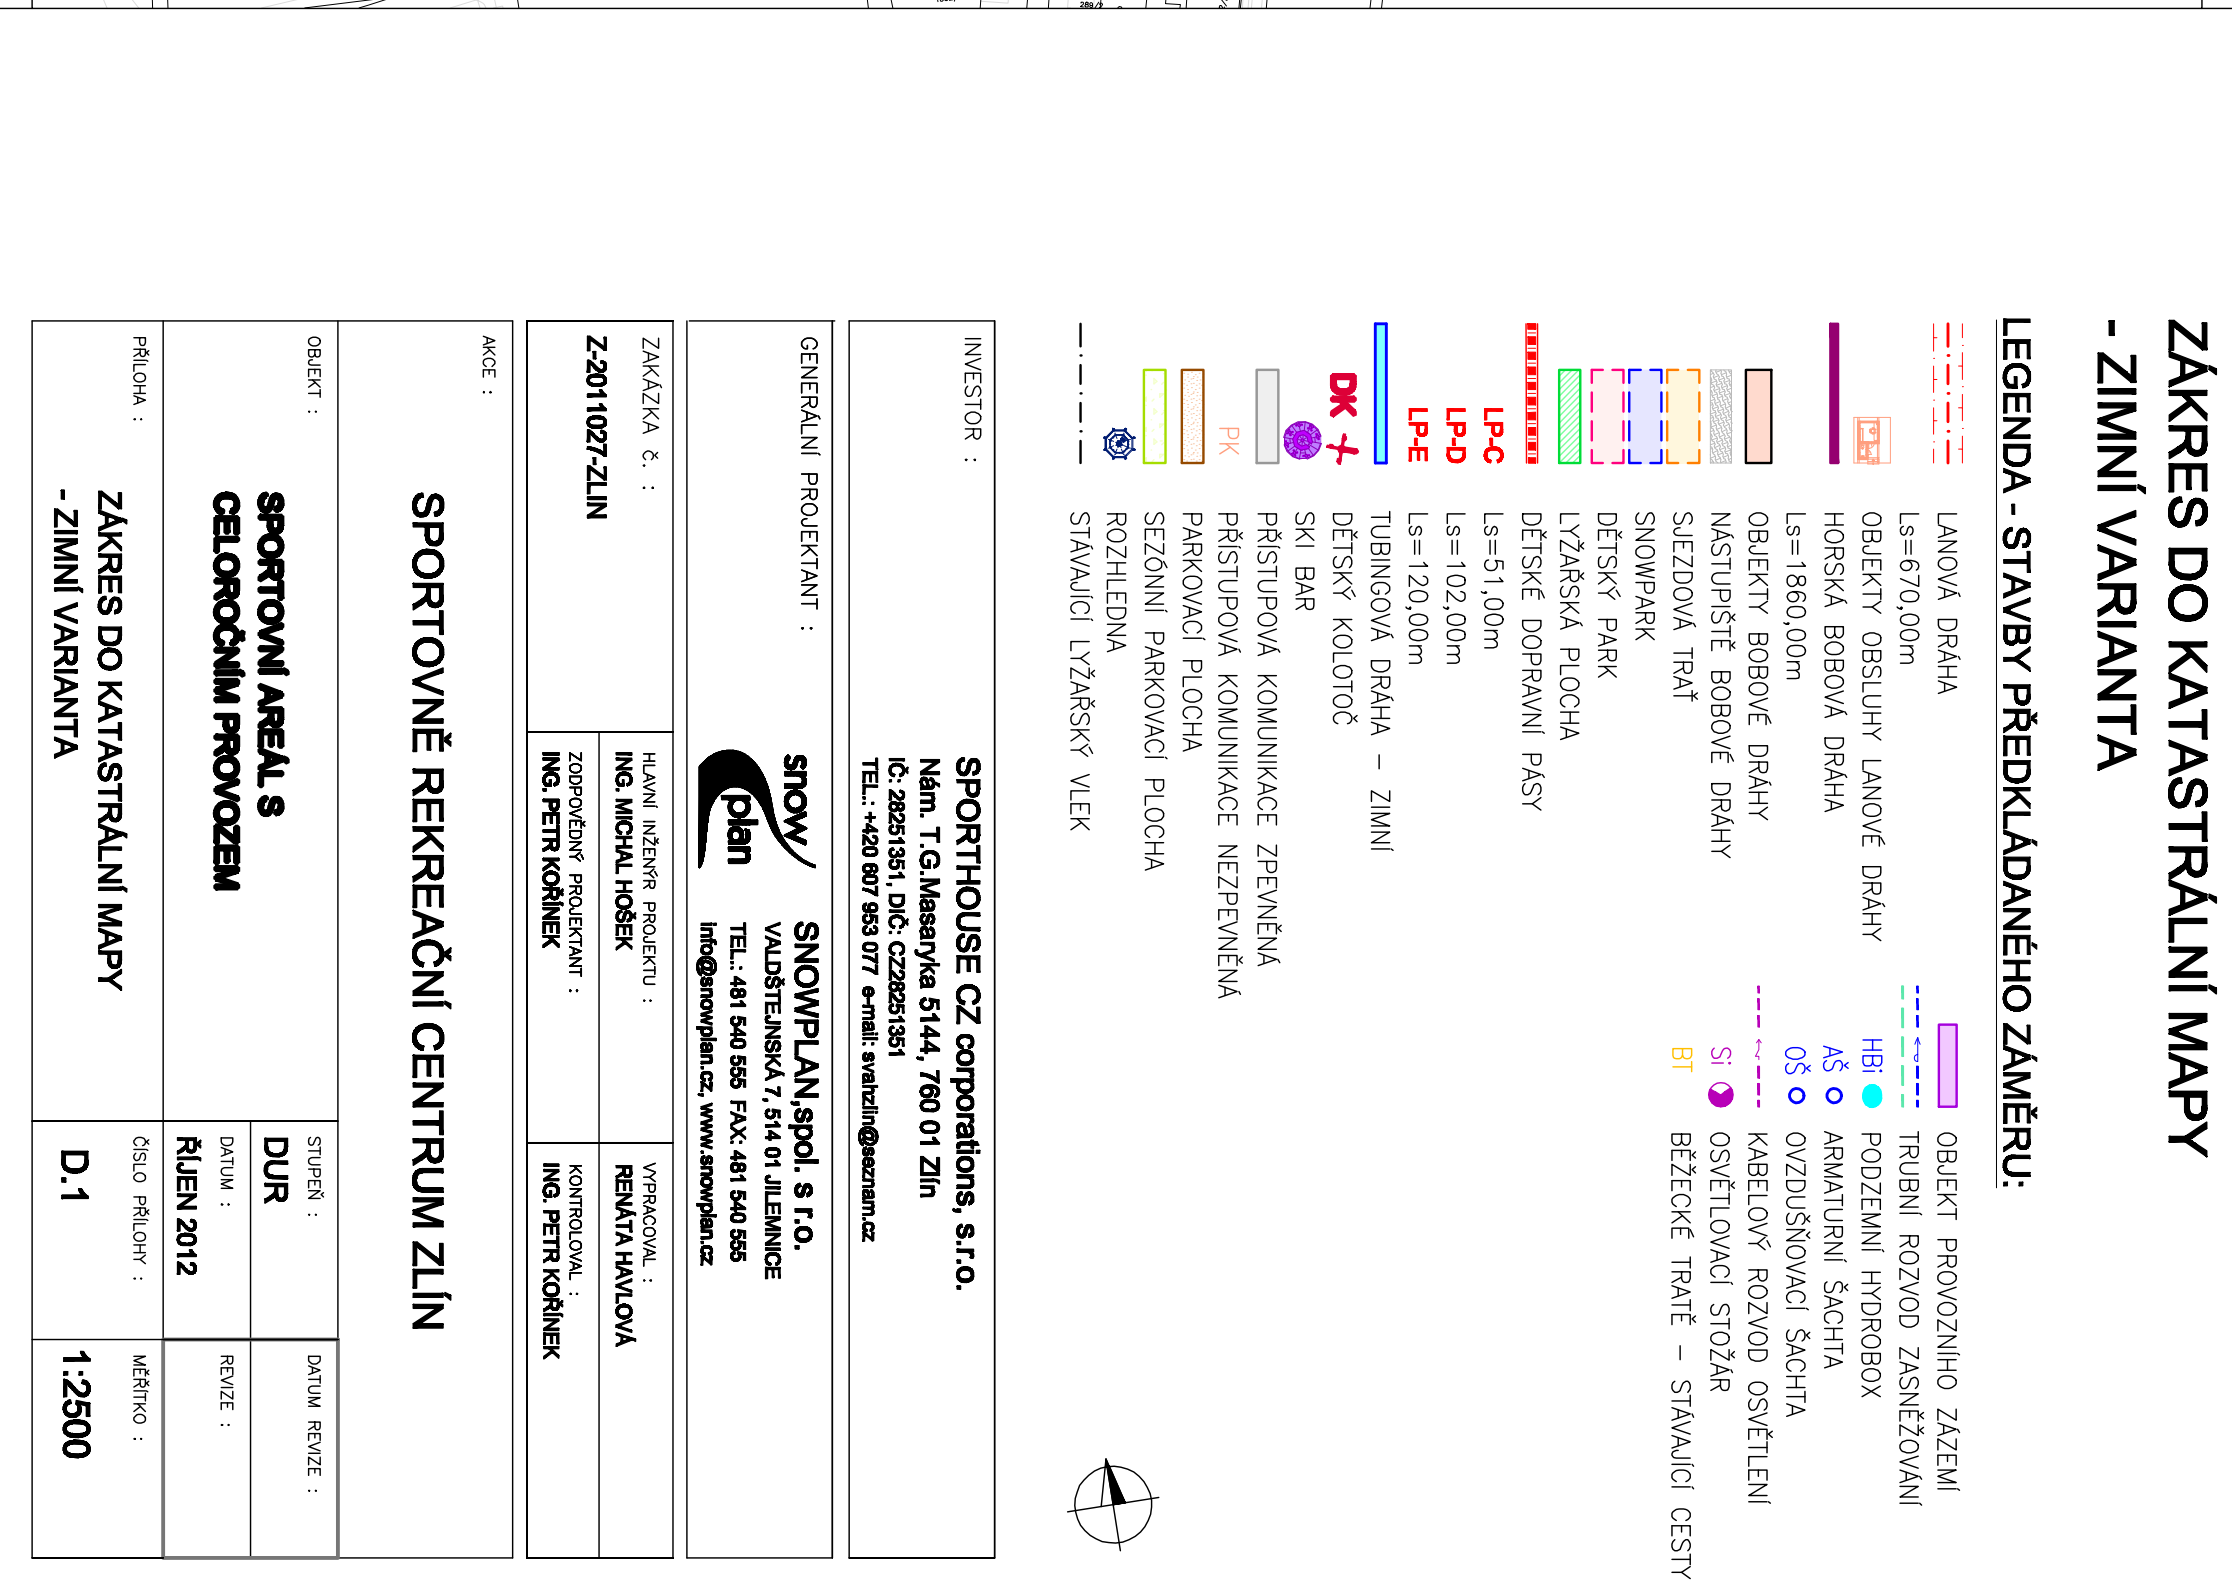 ZÁKRES DO KATASTRÁLNÍ MAPY
- ZIMNÍ VARIANTA
LEGENDA - STAVBY PŘEDKLÁDANÉHO ZÁMĚRU:
LANOVÁ DRÁHA
Ls=670,00m
OBJEKTY OBSLUHY LANOVÉ DRÁHY
HORSKÁ BOBOVÁ DRÁHA
Ls=1860,00m
OBJEKTY BOBOVÉ DRÁHY
NÁSTUPIŠTĚ BOBOVÉ DRÁHY
SJEZDOVÁ TRAŤ
SNOWPARK
DĚTSKÝ PARK
LYŽAŘSKÁ PLOCHA
DĚTSKÉ DOPRAVNÍ PÁSY
LP-C Ls=51,00m
LP-D Ls=102,00m
LP-E Ls=120,00m
TUBINGOVÁ DRÁHA – ZIMNÍ
DK DĚTSKÝ KOLOTOČ
SKI BAR
PŘÍSTUPOVÁ KOMUNIKACE ZPEVNĚNÁ
PK PŘÍSTUPOVÁ KOMUNIKACE NEZPEVNĚNÁ
PARKOVACÍ PLOCHA
SEZÓNNÍ PARKOVACÍ PLOCHA
ROZHLEDNA
STÁVAJÍCÍ LYŽAŘSKÝ VLEK
OBJEKT PROVOZNÍHO ZÁZEMÍ
TRUBNÍ ROZVOD ZASNĚŽOVÁNÍ
HBi PODZEMNÍ HYDROBOX
AŠ ARMATURNÍ ŠACHTA
OŠ OVZDUŠŇOVACÍ ŠACHTA
KABELOVÝ ROZVOD OSVĚTLENÍ
Si OSVĚTLOVACÍ STOŽÁR
BT BĚŽECKÉ TRATĚ – STÁVAJÍCÍ CESTY
INVESTOR :
SPORTHOUSE CZ corporations, s.r.o.
Nám. T.G.Masaryka 5144, 760 01 Zlín
IČ: 28251351, DIČ: CZ28251351
TEL.: +420 607 953 077 e-mail: svahzlin@seznam.cz
GENERÁLNÍ PROJEKTANT :
snow
plan
SNOWPLAN,spol. s r.o.
VALDŠTEJNSKÁ 7, 514 01 JILEMNICE
TEL.: 481 540 555 FAX: 481 540 555
info@snowplan.cz, www.snowplan.cz
ZAKÁZKA Č. :
Z-2011027-ZLIN
HLAVNÍ INŽENÝR PROJEKTU :
ING. MICHAL HOŠEK
ZODPOVĚDNÝ PROJEKTANT :
ING. PETR KOŘÍNEK
VYPRACOVAL :
RENÁTA HAVLOVÁ
KONTROLOVAL :
ING. PETR KOŘÍNEK
AKCE :
SPORTOVNĚ REKREAČNÍ CENTRUM ZLÍN
OBJEKT :
SPORTOVNÍ AREÁL S
CELOROČNÍM PROVOZEM
STUPEŇ :
DUR
DATUM REVIZE :
DATUM :
ŘÍJEN 2012
REVIZE :
PŘÍLOHA :
ZÁKRES DO KATASTRÁLNÍ MAPY
- ZIMNÍ VARIANTA
ČÍSLO PŘÍLOHY :
D.1
MĚŘÍTKO :
1:2500